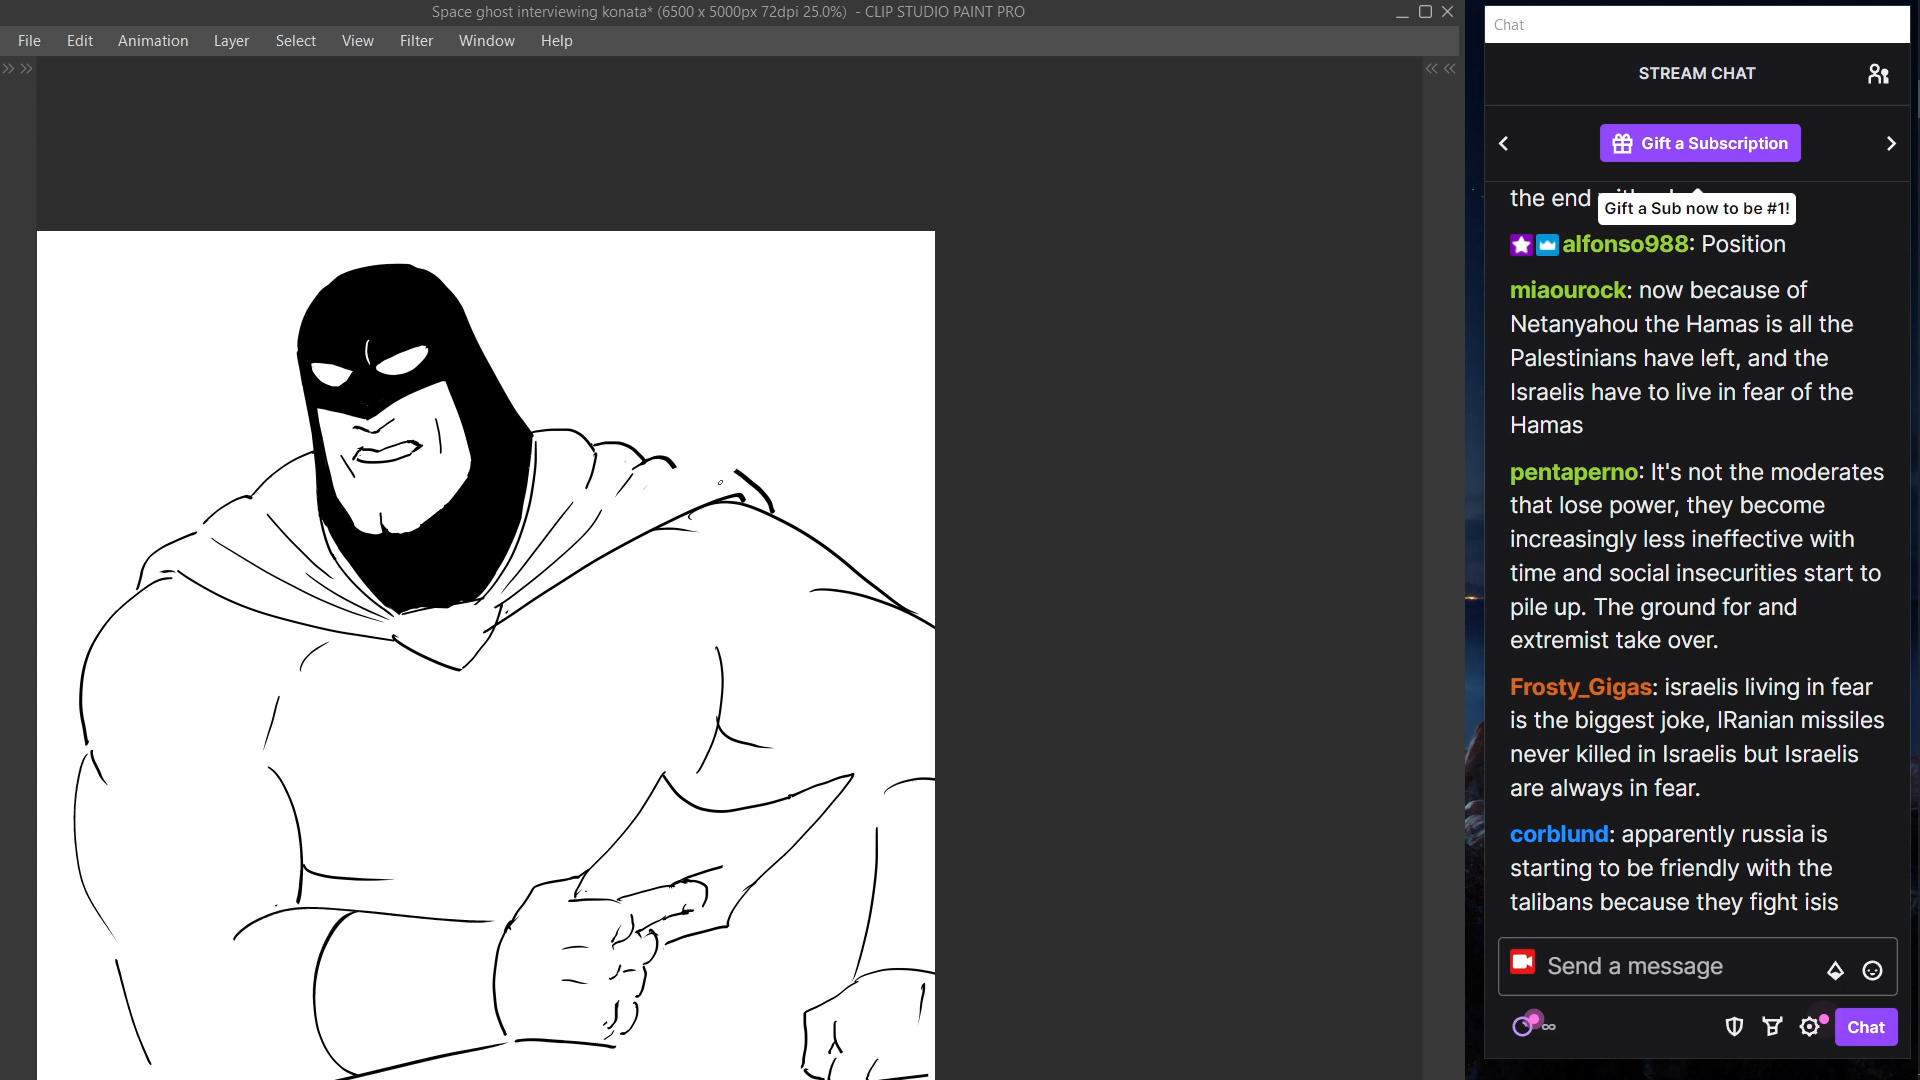 Space ghost interviewing konata* (6500 x 5000px 72dpi 25.0%) - CLIP STUDIO PAINT PRO
File Edit Animation Layer Select View Filter Window Help
Chat
STREAM CHAT
Gift a Subscription
the end
Gift a Sub now to be #1!
alfonso988: Position
miaourock: now because of
Netanyahou the Hamas is all the
Palestinians have left, and the
Israelis have to live in fear of the
Hamas
pentaperno: It's not the moderates
that lose power, they become
increasingly less ineffective with
time and social insecurities start to
pile up. The ground for and
extremist take over.
Frosty_Gigas: israelis living in fear
is the biggest joke, IRanian missiles
never killed in Israelis but Israelis
are always in fear.
corblund: apparently russia is
starting to be friendly with the
talibans because they fight isis
Send a message
Chat